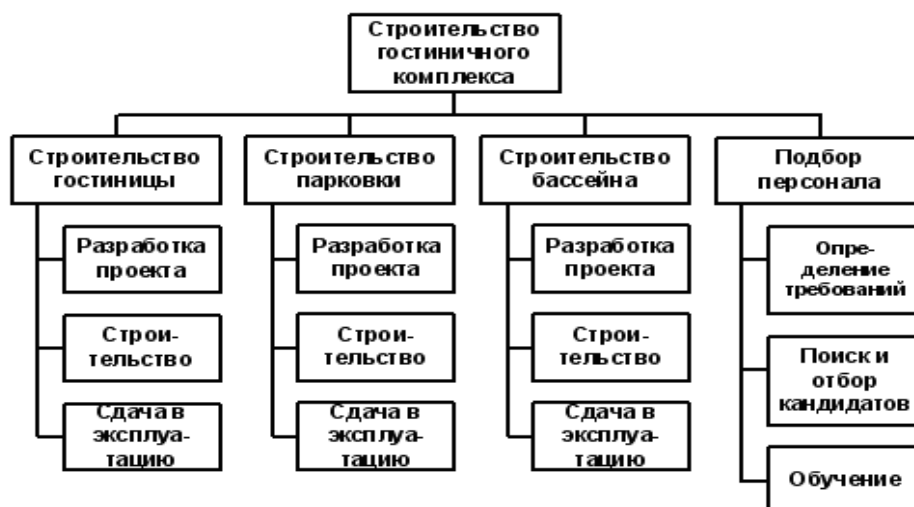 Строительство
гостиничного
комплекса
Строительство
гостиницы
Строительство
парковки
Строительство
бассейна
Подбор
персонала
Разработка
проекта
Строи-
тельство
Сдача в
эксплуа-
тацию
Разработка
проекта
Строи-
тельство
Сдача в
эксплуа-
тацию
Разработка
проекта
Строи-
тельство
Сдача в
эксплуа-
тацию
Опре-
деление
требований
Поиск и
отбор
кандидатов
Обучение